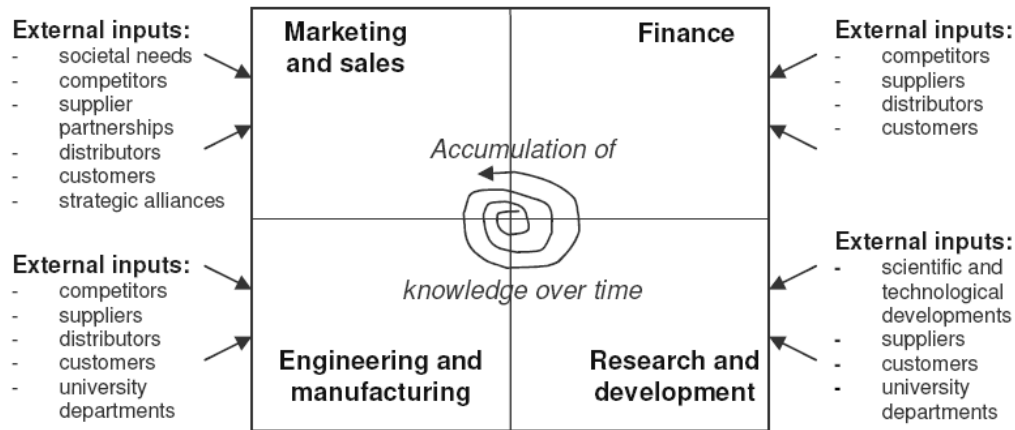 External inputs:
- societal needs
- competitors
- supplier
partnerships
- distributors
- customers
- strategic alliances
Marketing
and sales
Finance
External inputs:
- competitors
- suppliers
- distributors
- customers
Accumulation of
knowledge over time
External inputs:
- competitors
- suppliers
- distributors
- customers
- university
departments
Engineering and
manufacturing
Research and
development
External inputs:
- scientific and
technological
developments
- suppliers
- customers
- university
departments